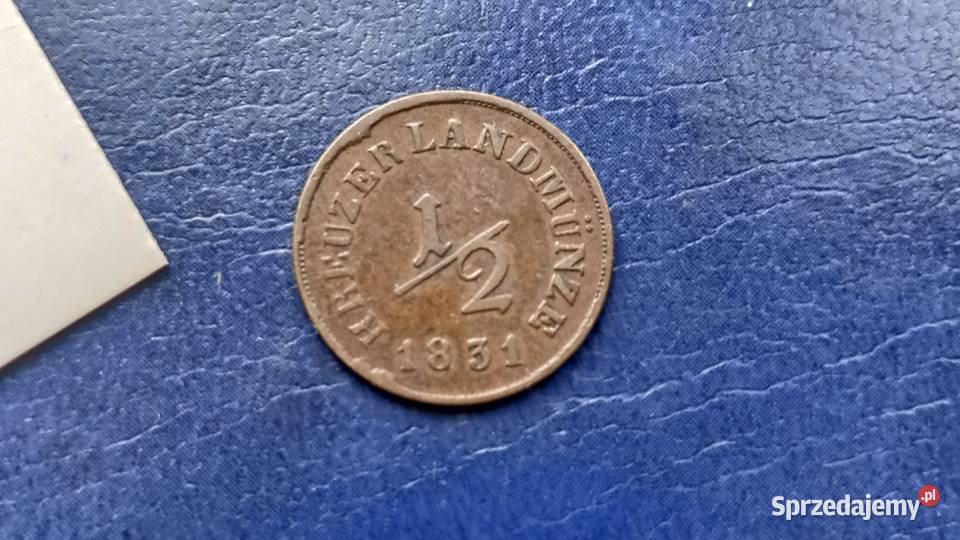 KREUZER LANDMÜNZE
1/2
1831
Sprzedajemy.pl